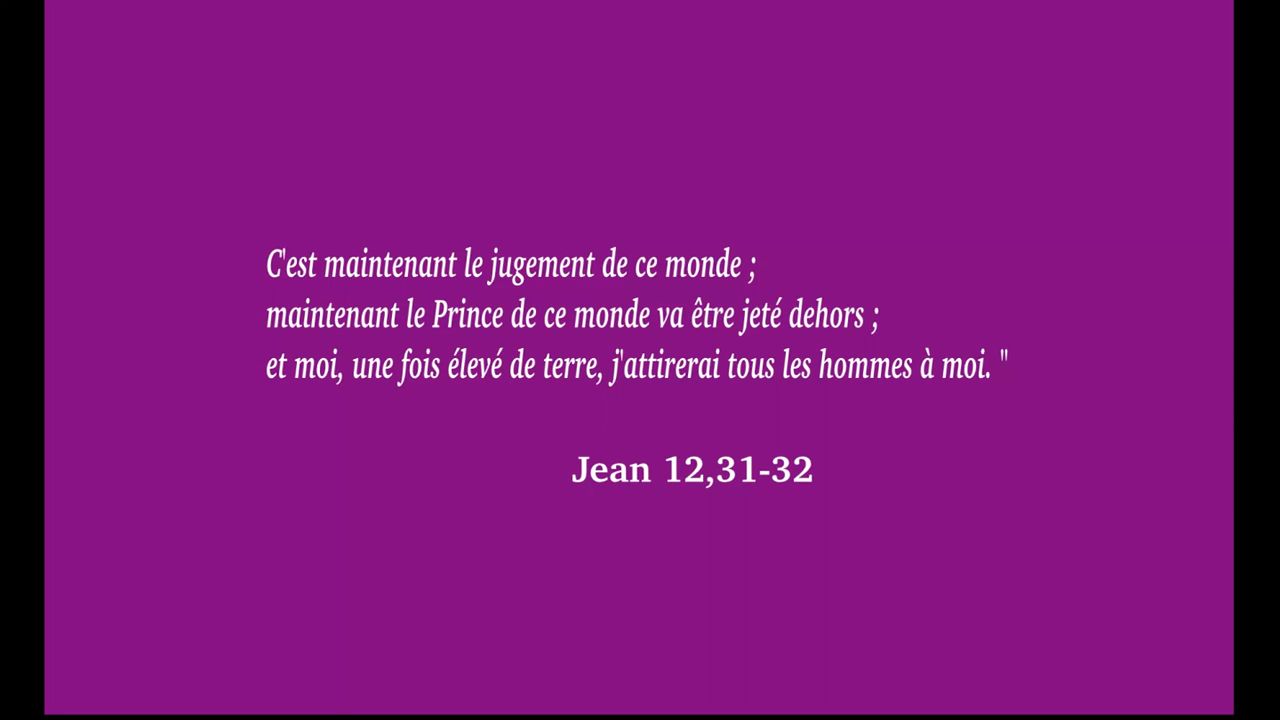 C'est maintenant le jugement de ce monde ;
maintenant le Prince de ce monde va être jeté dehors ;
et moi, une fois élevé de terre, j'attirerai tous les hommes à moi. "
Jean 12,31-32